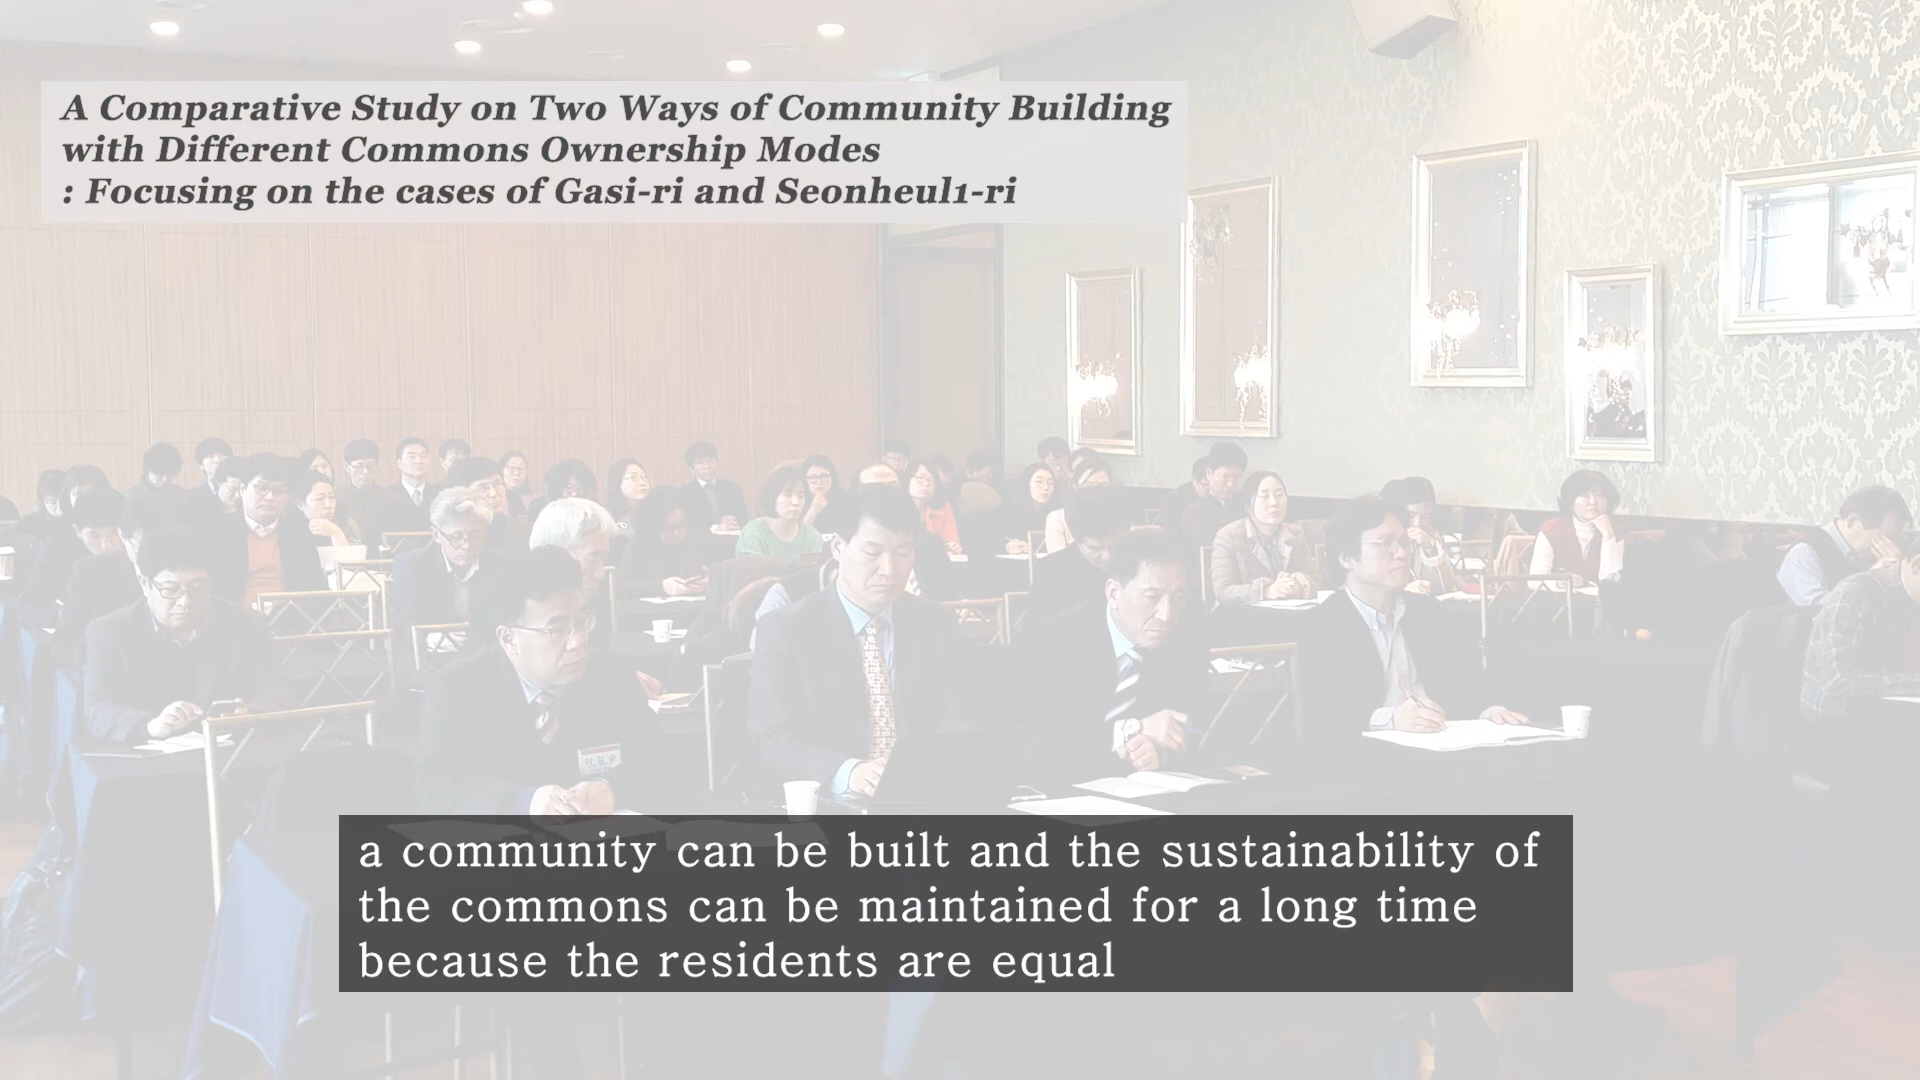 A Comparative Study on Two Ways of Community Building
with Different Commons Ownership Modes
: Focusing on the cases of Gasi-ri and Seonheul1-ri
a community can be built and the sustainability of
the commons can be maintained for a long time
because the residents are equal